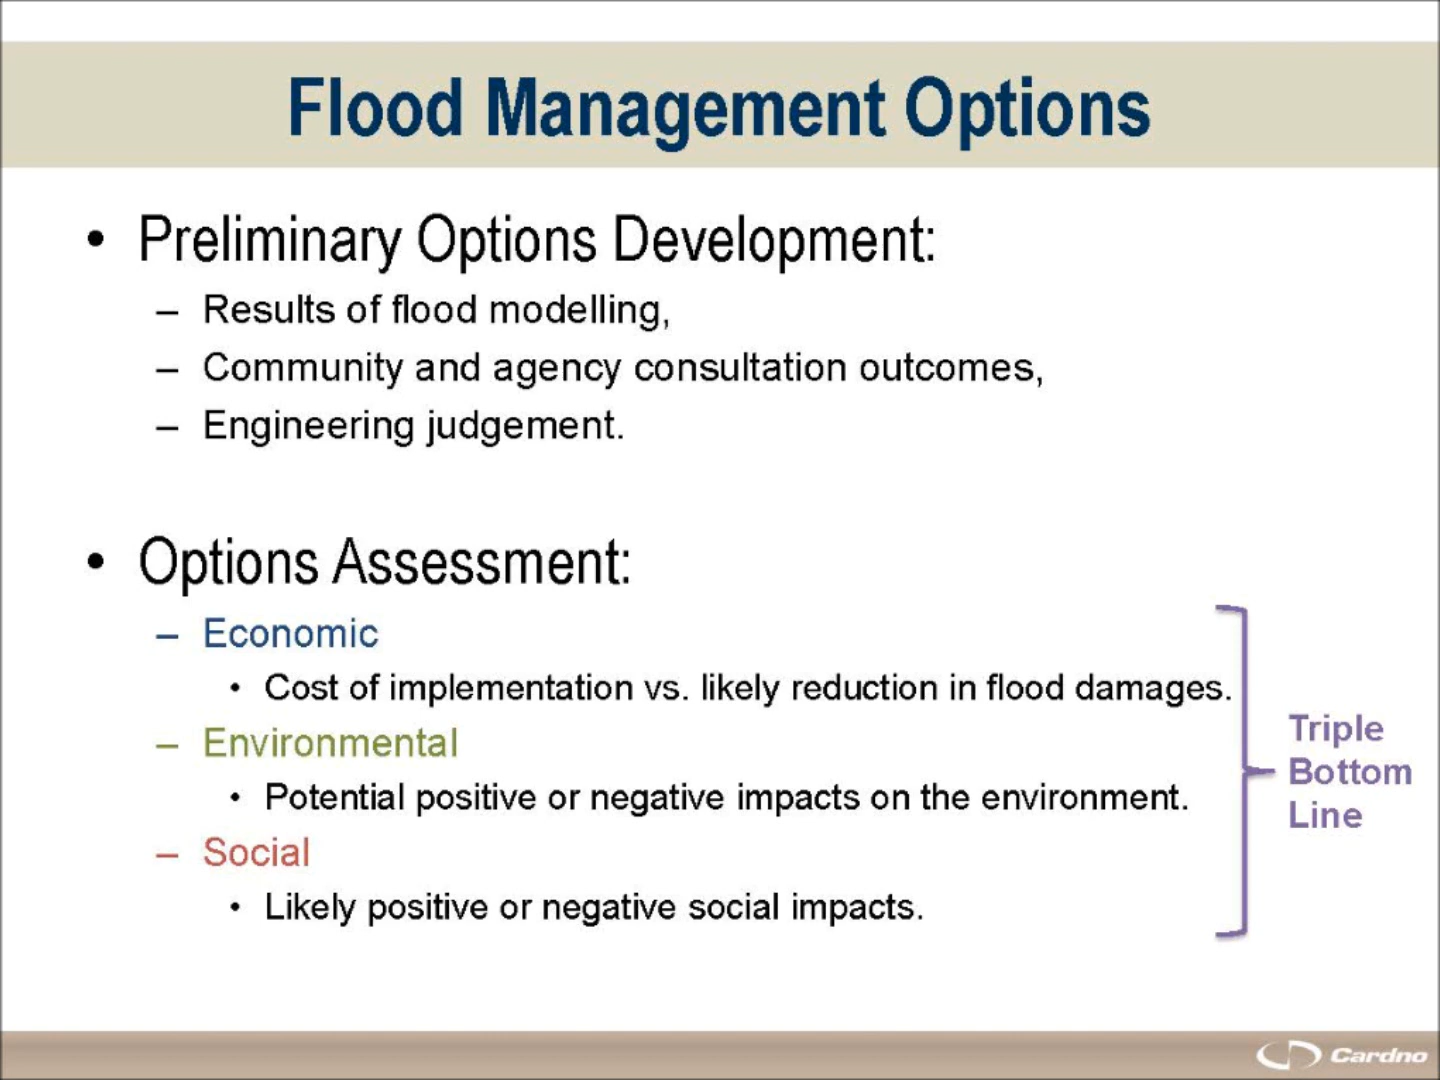 Flood Management Options
• Preliminary Options Development:
– Results of flood modelling,
– Community and agency consultation outcomes,
– Engineering judgement.
• Options Assessment:
– Economic
• Cost of implementation vs. likely reduction in flood damages.
– Environmental
• Potential positive or negative impacts on the environment.
– Social
• Likely positive or negative social impacts.
Triple
Bottom
Line
Cardno